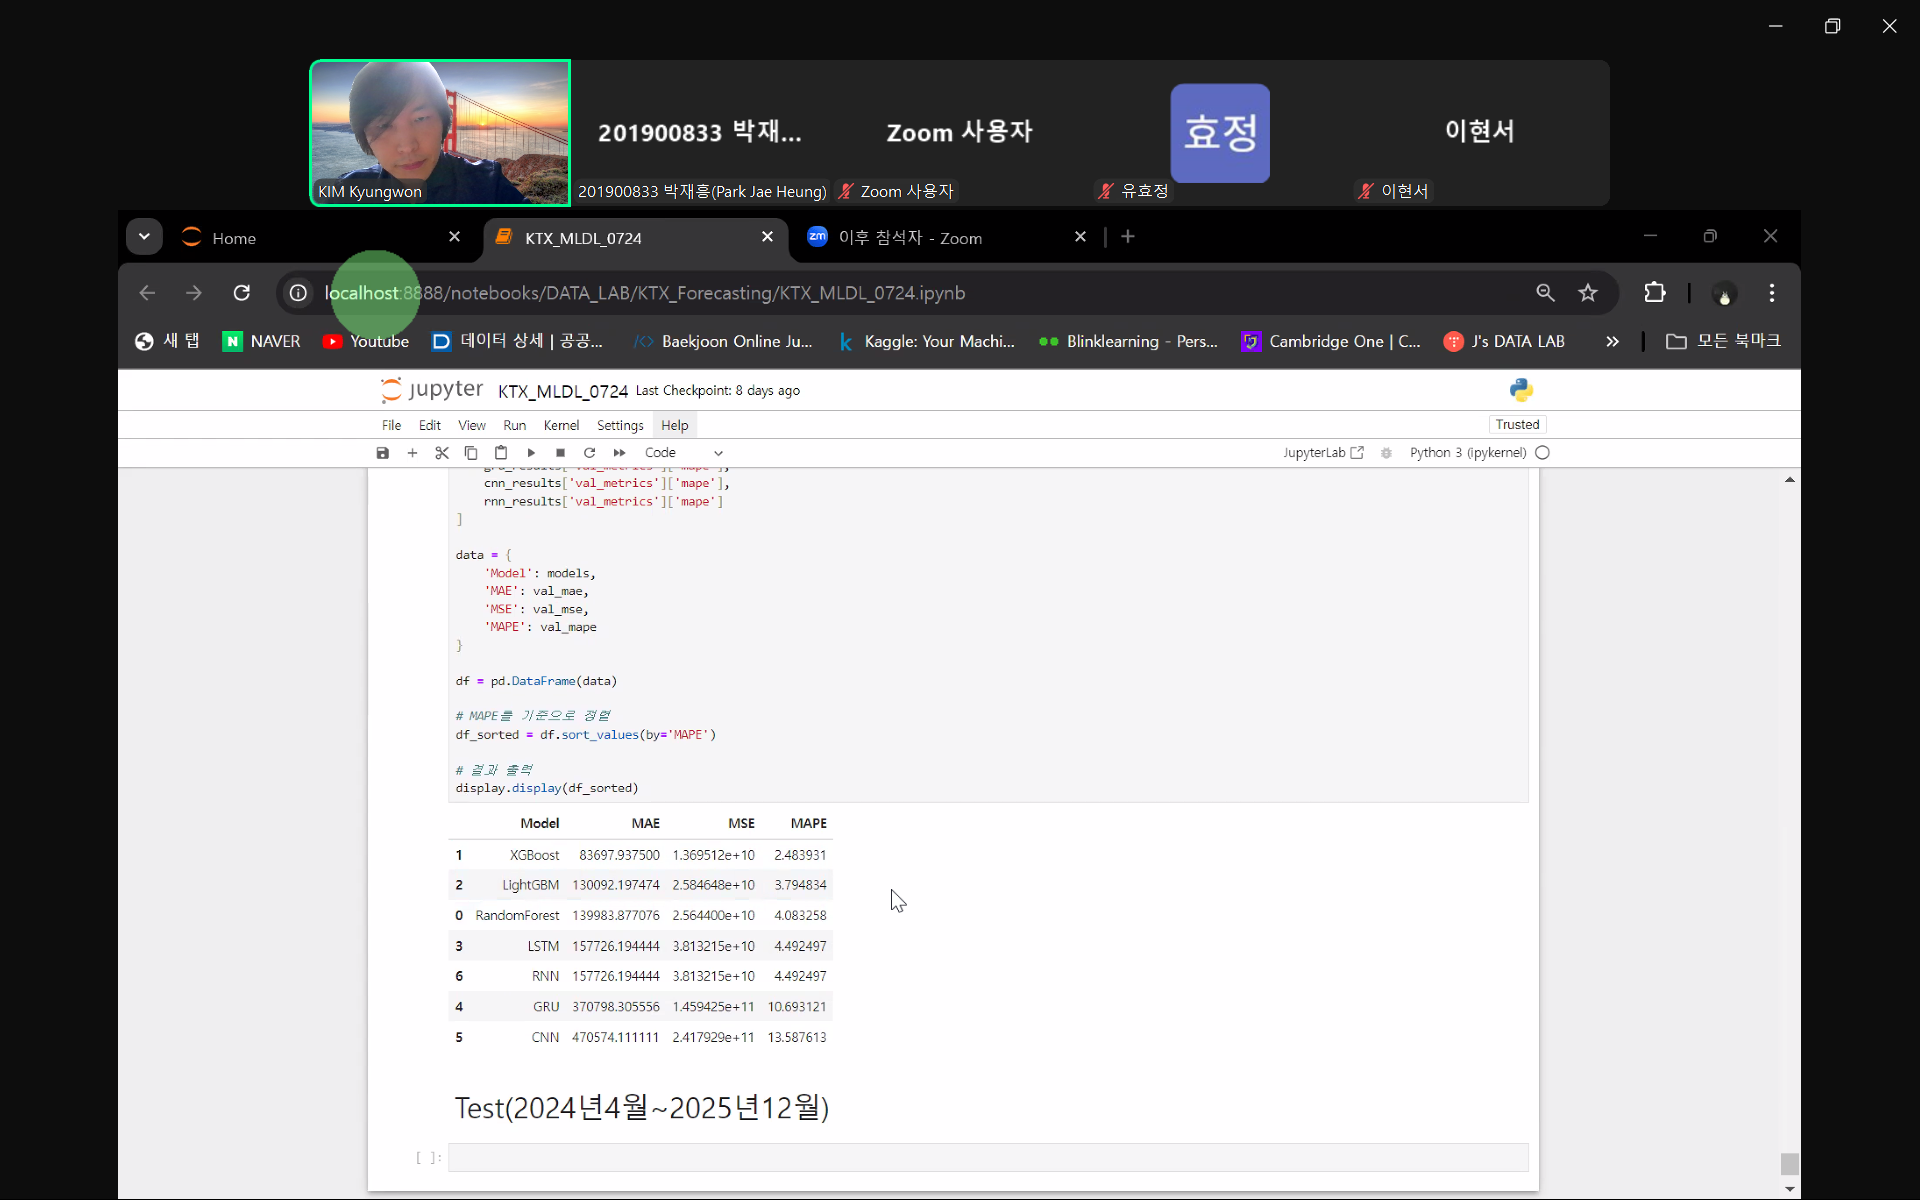 201900833 박재...
Zoom 사용자
효정
이현서
KIM Kyungwon
201900833 박재흥(Park Jae Heung)
Zoom 사용자
유효정
이현서
Home
KTX_MLDL_0724
zm
이후 참석자 - Zoom
localhost:8888/notebooks/DATA_LAB/KTX_Forecasting/KTX_MLDL_0724.ipynb
새 탭
N NAVER
Youtube
데이터 상세 | 공공...
Baekjoon Online Ju...
k Kaggle: Your Machi...
Blinklearning - Pers...
Cambridge One | C...
J's DATA LAB
»
모든 북마크
jupyter KTX_MLDL_0724 Last Checkpoint: 8 days ago
File Edit View Run Kernel Settings Help
Trusted
Code
JupyterLab
Python 3 (ipykernel)
gru_results['val_metrics']['mape'],
cnn_results['val_metrics']['mape'],
rnn_results['val_metrics']['mape']
]
data = {
'Model': models,
'MAE': val_mae,
'MSE': val_mse,
'MAPE': val_mape
}
df = pd.DataFrame(data)
# MAPE를 기준으로 정렬
df_sorted = df.sort_values(by='MAPE')
# 결과 출력
display.display(df_sorted)
Model MAE MSE MAPE
1 XGBoost 83697.937500 1.369512e+10 2.483931
2 LightGBM 130092.197474 2.584648e+10 3.794834
0 RandomForest 139983.877076 2.564400e+10 4.083258
3 LSTM 157726.194444 3.813215e+10 4.492497
6 RNN 157726.194444 3.813215e+10 4.492497
4 GRU 370798.305556 1.459425e+11 10.693121
5 CNN 470574.111111 2.417929e+11 13.587613
Test(2024년4월~2025년12월)
[ ]: